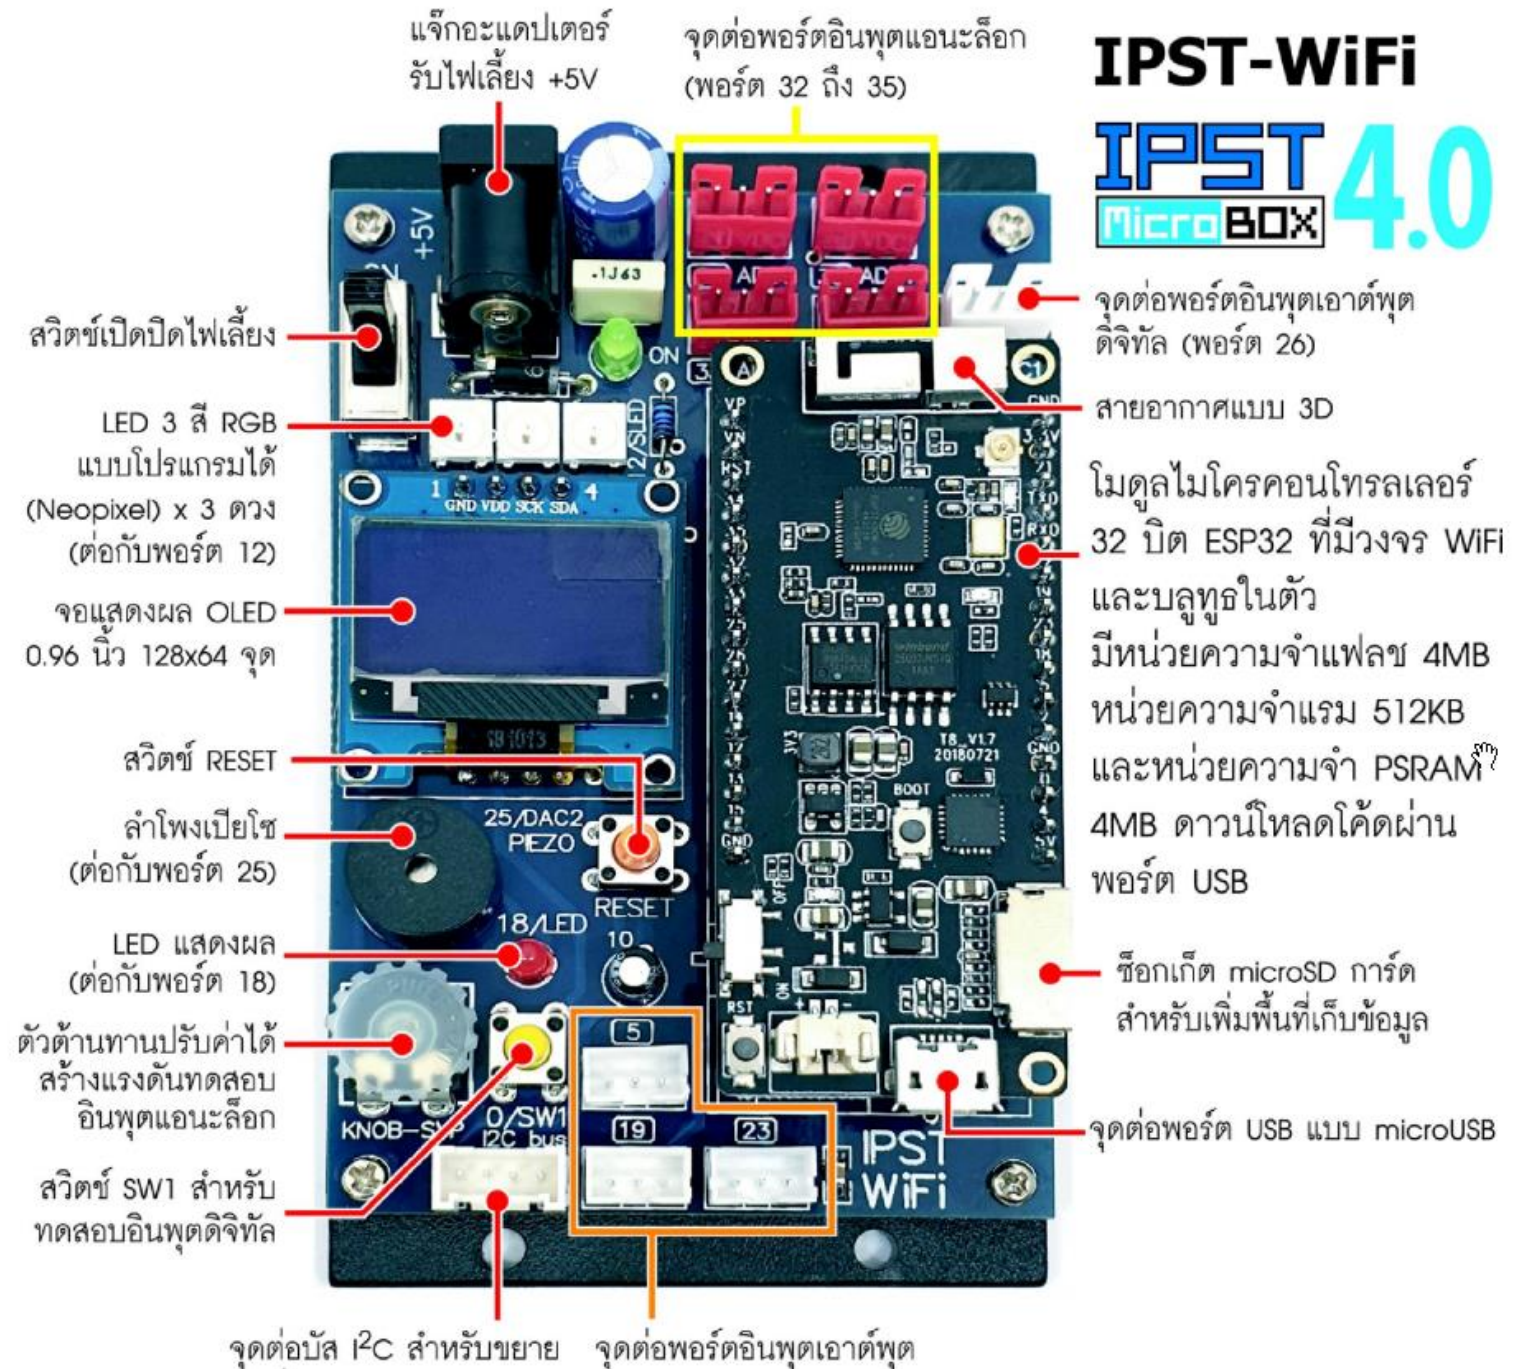 แจ๊กอะแดปเตอร์
รับไฟเลี้ยง +5V
จุดต่อพอร์ตอินพุตแอนะล็อก
(พอร์ต 32 ถึง 35)
IPST-WiFi
IPST
MicroBOX
4.0
สวิตช์เปิดปิดไฟเลี้ยง
LED 3 สี RGB
แบบโปรแกรมได้
(Neopixel) x 3 ดวง
(ต่อกับพอร์ต 12)
จอแสดงผล OLED
0.96 นิ้ว 128x64 จุด
สวิตช์ RESET
ลำโพงเปียโซ
(ต่อกับพอร์ต 25)
LED แสดงผล
(ต่อกับพอร์ต 18)
ตัวต้านทานปรับค่าได้
สร้างแรงดันทดสอบ
อินพุตแอนะล็อก
สวิตช์ SW1 สำหรับ
ทดสอบอินพุตดิจิทัล
+5V
.1J63
ON
1
4
GND VDD SCK SDA
25/DAC2
PIEZO
RESET
18/LED
10
O/SW1
I2C bus
5
19
23
IPST
WiFi
VP
VN
RST
GND
3V3
T8_V1.7
20180721
BOOT
OFF
ON
RST
TXD
RXD
GND
5V
จุดต่อพอร์ตอินพุตเอาต์พุต
ดิจิทัล (พอร์ต 26)
สายอากาศแบบ 3D
โมดูลไมโครคอนโทรลเลอร์
32 บิต ESP32 ที่มีวงจร WiFi
และบลูทูธในตัว
มีหน่วยความจำแฟลช 4MB
หน่วยความจำแรม 512KB
และหน่วยความจำ PSRAM
4MB ดาวน์โหลดโค้ดผ่าน
พอร์ต USB
ซ็อกเก็ต microSD การ์ด
สำหรับเพิ่มพื้นที่เก็บข้อมูล
จุดต่อพอร์ต USB แบบ microUSB
จุดต่อบัส I²C สำหรับขยาย
จุดต่อพอร์ตอินพุตเอาต์พุต